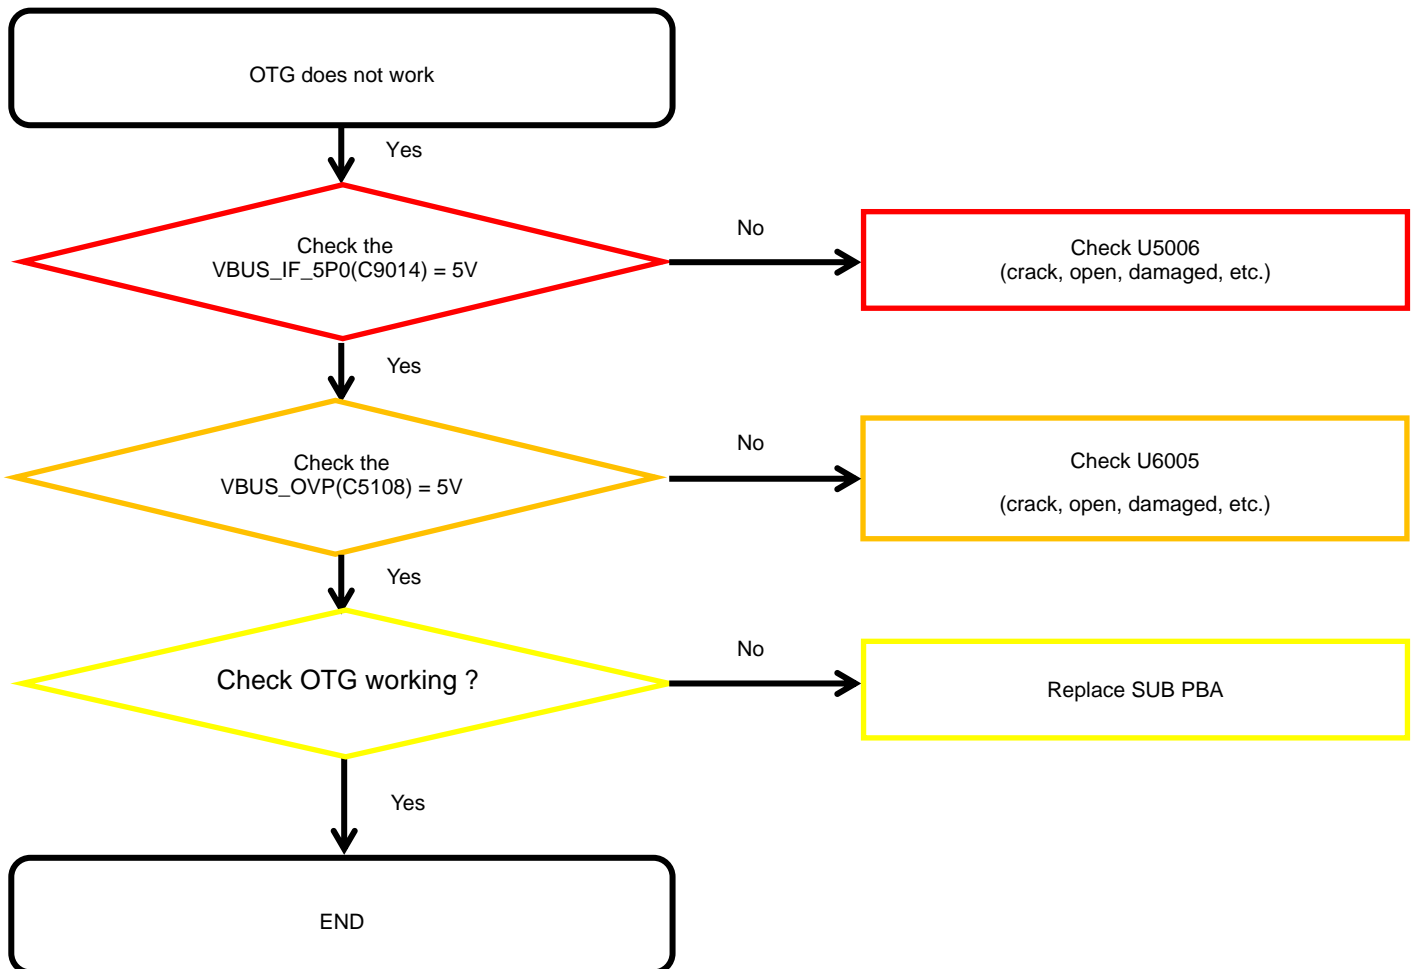 OTG does not work
Yes
Check the
VBUS_IF_5P0(C9014) = 5V
No
Check U5006
(crack, open, damaged, etc.)
Yes
Check the
VBUS_OVP(C5108) = 5V
No
Check U6005
(crack, open, damaged, etc.)
Yes
Check OTG working ?
No
Replace SUB PBA
Yes
END